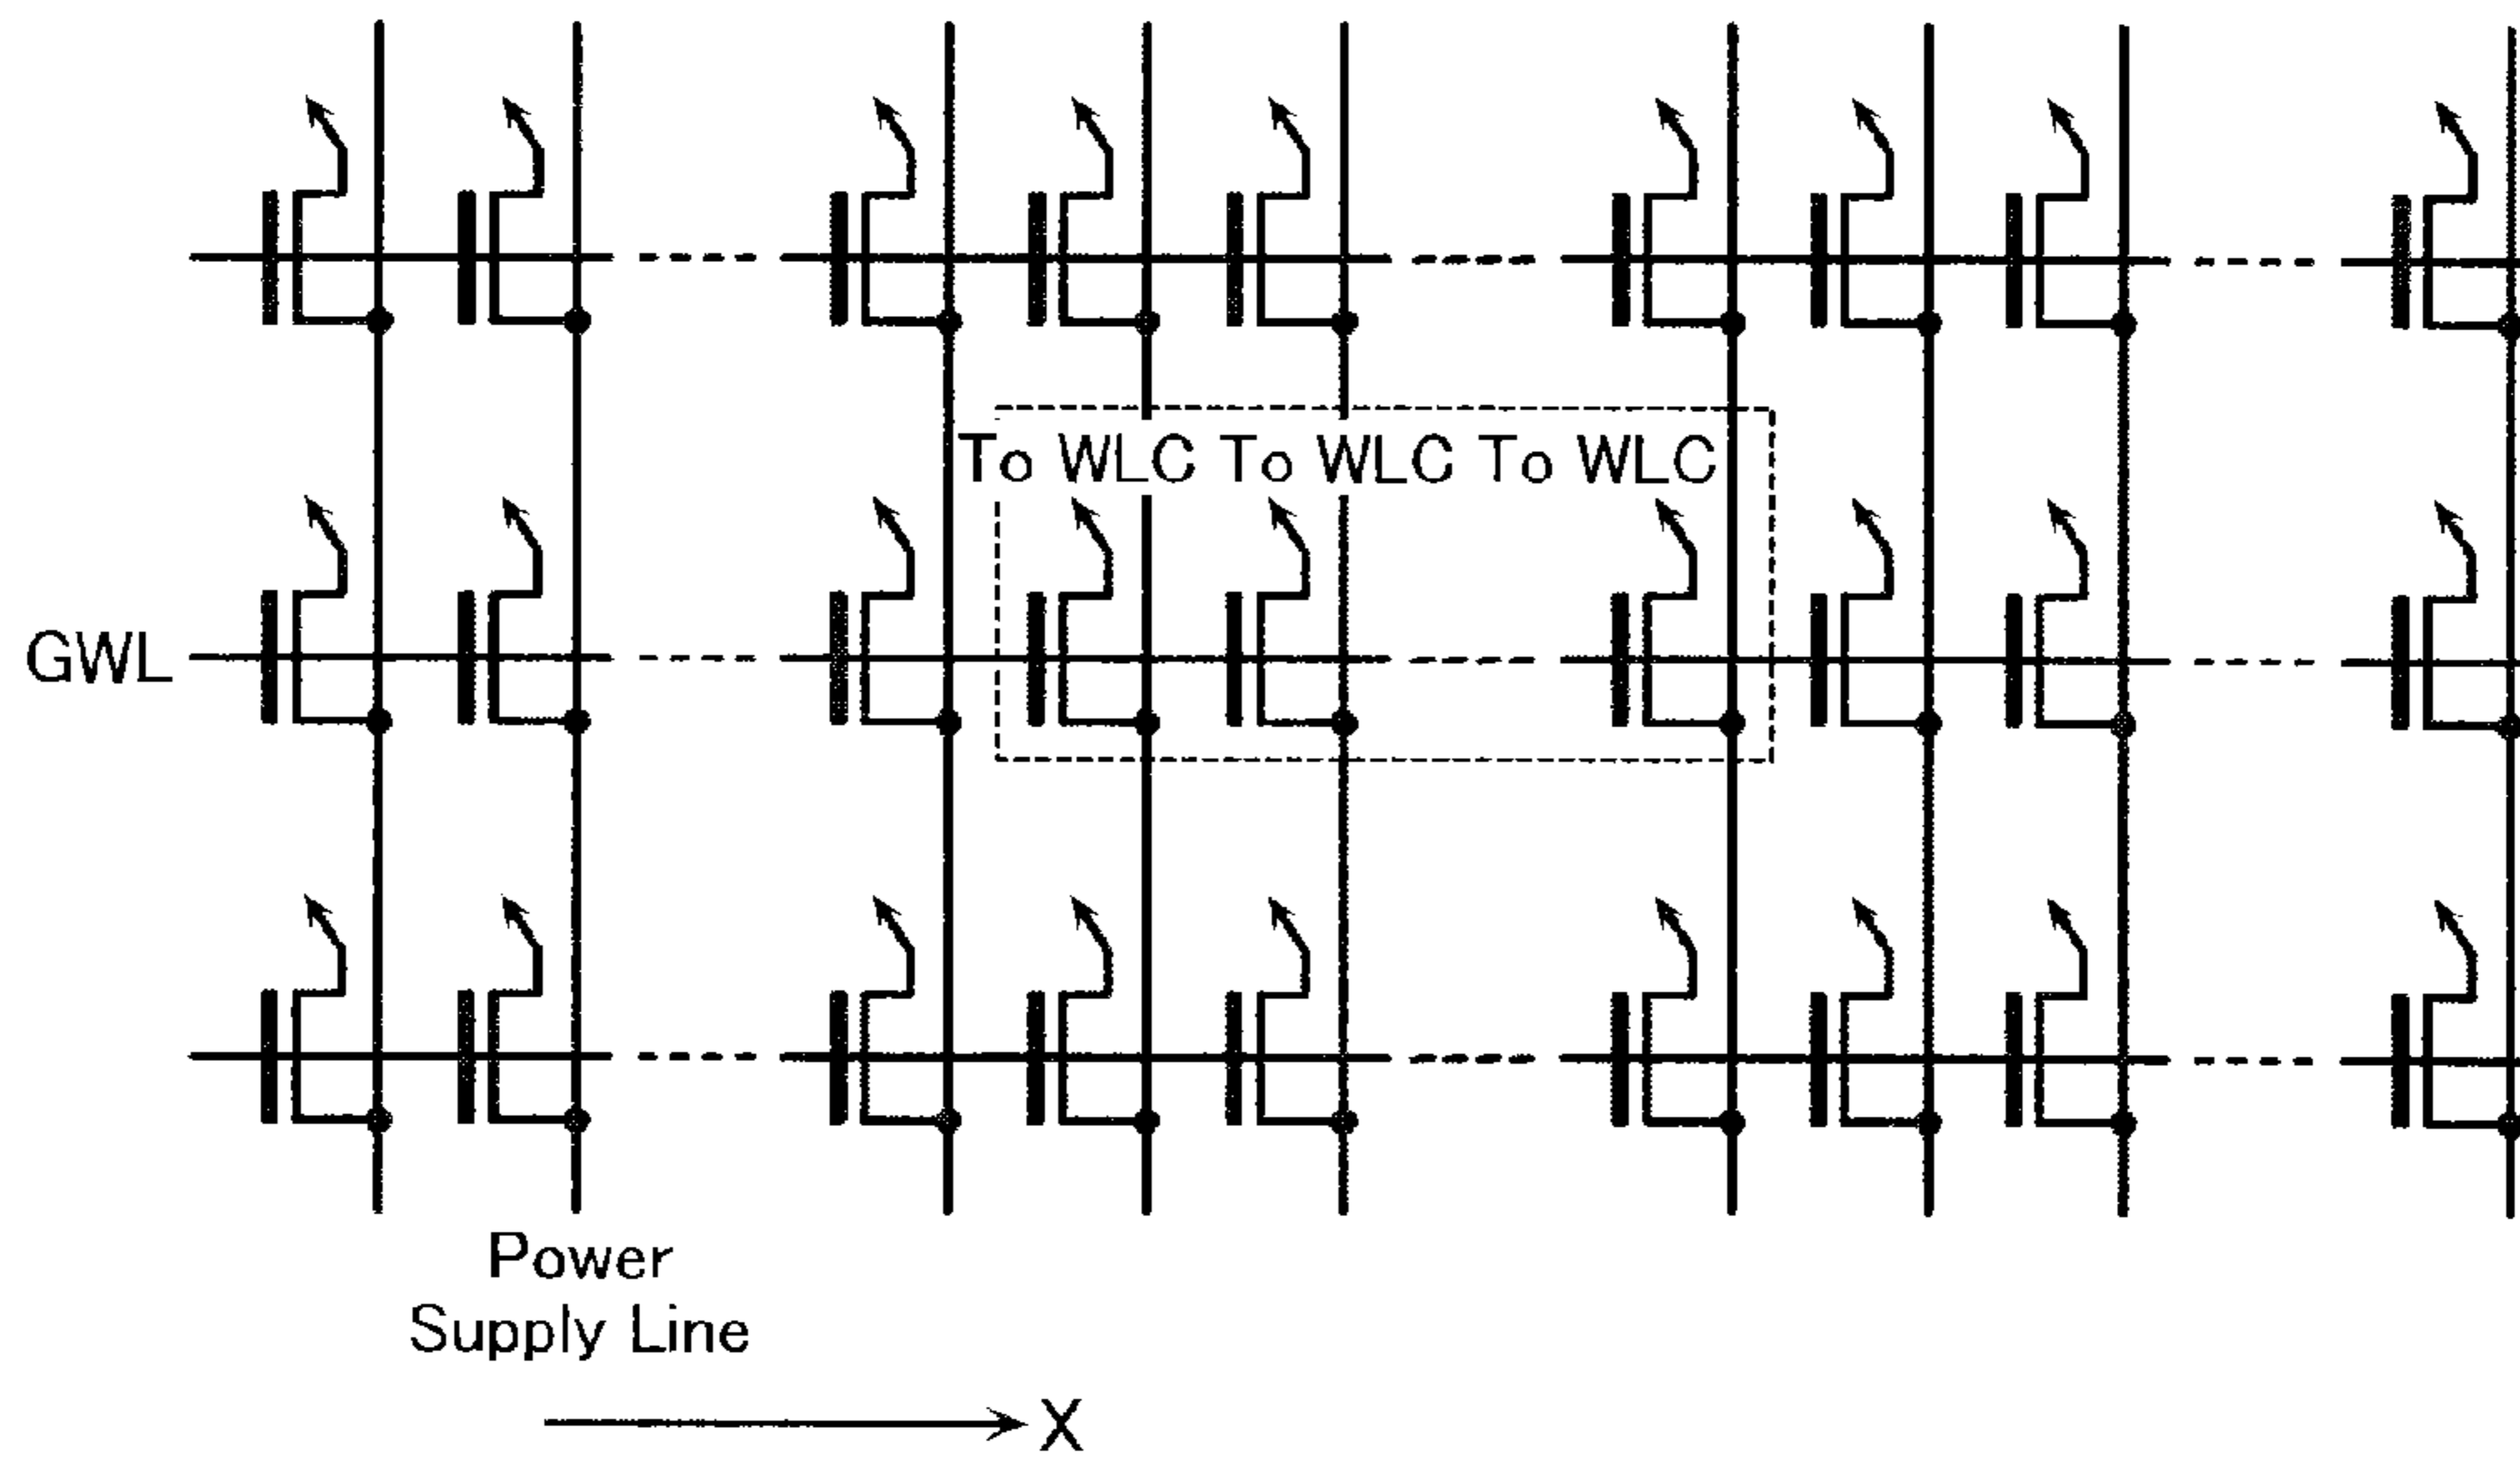 To WLC To WLC To WLC
GWL
Power
Supply Line
X